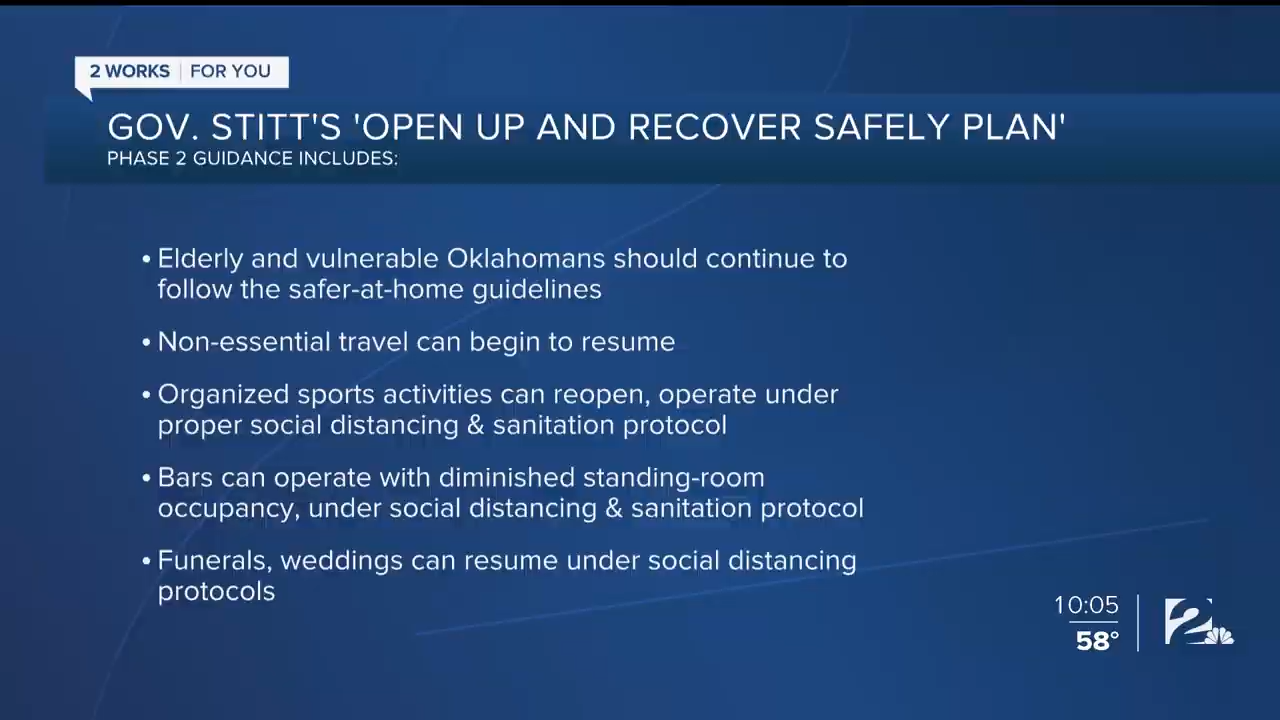 2 WORKS | FOR YOU
GOV. STITT'S 'OPEN UP AND RECOVER SAFELY PLAN'
PHASE 2 GUIDANCE INCLUDES:
• Elderly and vulnerable Oklahomans should continue to
follow the safer-at-home guidelines
• Non-essential travel can begin to resume
• Organized sports activities can reopen, operate under
proper social distancing & sanitation protocol
• Bars can operate with diminished standing-room
occupancy, under social distancing & sanitation protocol
• Funerals, weddings can resume under social distancing
protocols
10:05
58°
2